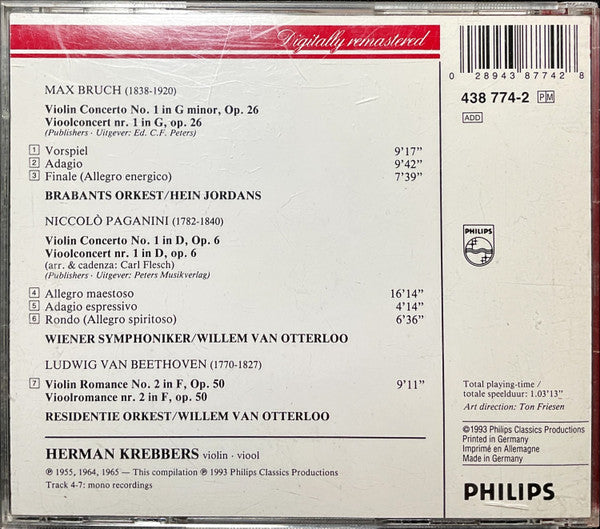 Digitally remastered
MAX BRUCH (1838-1920)
Violin Concerto No. 1 in G minor, Op. 26
Vioolconcert nr. 1 in G, op. 26
(Publishers · Uitgever: Ed. C.F. Peters)
1 Vorspiel 9'17”
2 Adagio 9'42”
3 Finale (Allegro energico) 7'39”
BRABANTS ORKEST/HEIN JORDANS
NICCOLÒ PAGANINI (1782-1840)
Violin Concerto No. 1 in D, Op. 6
Vioolconcert nr. 1 in D, op. 6
(arr. & cadenza: Carl Flesch)
(Publishers · Uitgever: Peters Musikverlag)
4 Allegro maestoso 16'14”
5 Adagio espressivo 4'14”
6 Rondo (Allegro spiritoso) 6'36”
WIENER SYMPHONIKER/WILLEM VAN OTTERLOO
LUDWIG VAN BEETHOVEN (1770-1827)
7 Violin Romance No. 2 in F, Op. 50 9'11”
Vioolromance nr. 2 in F, op. 50
RESIDENTIE ORKEST/WILLEM VAN OTTERLOO
HERMAN KREBBERS violin · viool
℗ 1955, 1964, 1965 — This compilation ℗ 1993 Philips Classics Productions
Track 4-7: mono recordings
0 28943 87742 8
438 774-2 PM
ADD
PHILIPS
Total playing-time /
totale speelduur: 1.03'13”
Art direction: Ton Friesen
©1993 Philips Classics Productions
Printed in Germany
Imprimé en Allemagne
Made in Germany
PHILIPS